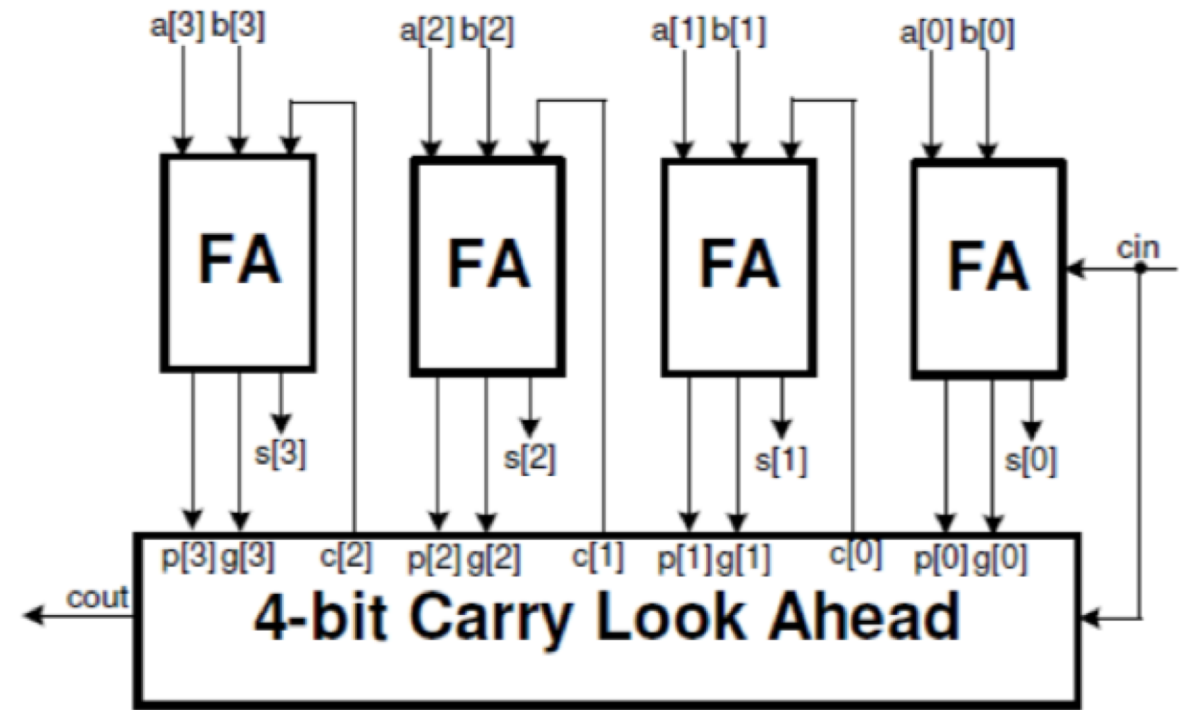 a[3] b[3] a[2] b[2] a[1] b[1] a[0] b[0]
FA FA FA FA
cin
s[3] s[2] s[1] s[0]
p[3] g[3] c[2] p[2] g[2] c[1] p[1] g[1] c[0] p[0] g[0]
cout
4-bit Carry Look Ahead